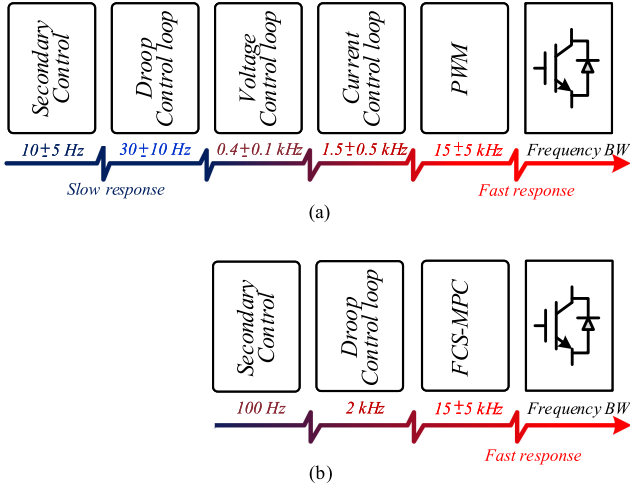 Secondary
Control
Droop
Control loop
Voltage
Control loop
Current
Control loop
PWM
10±5 Hz
30±10 Hz
0.4±0.1 kHz
1.5±0.5 kHz
15±5 kHz
Frequency BW
Slow response
Fast response
(a)
Secondary
Control
Droop
Control loop
FCS-MPC
100 Hz
2 kHz
15±5 kHz
Frequency BW
Fast response
(b)